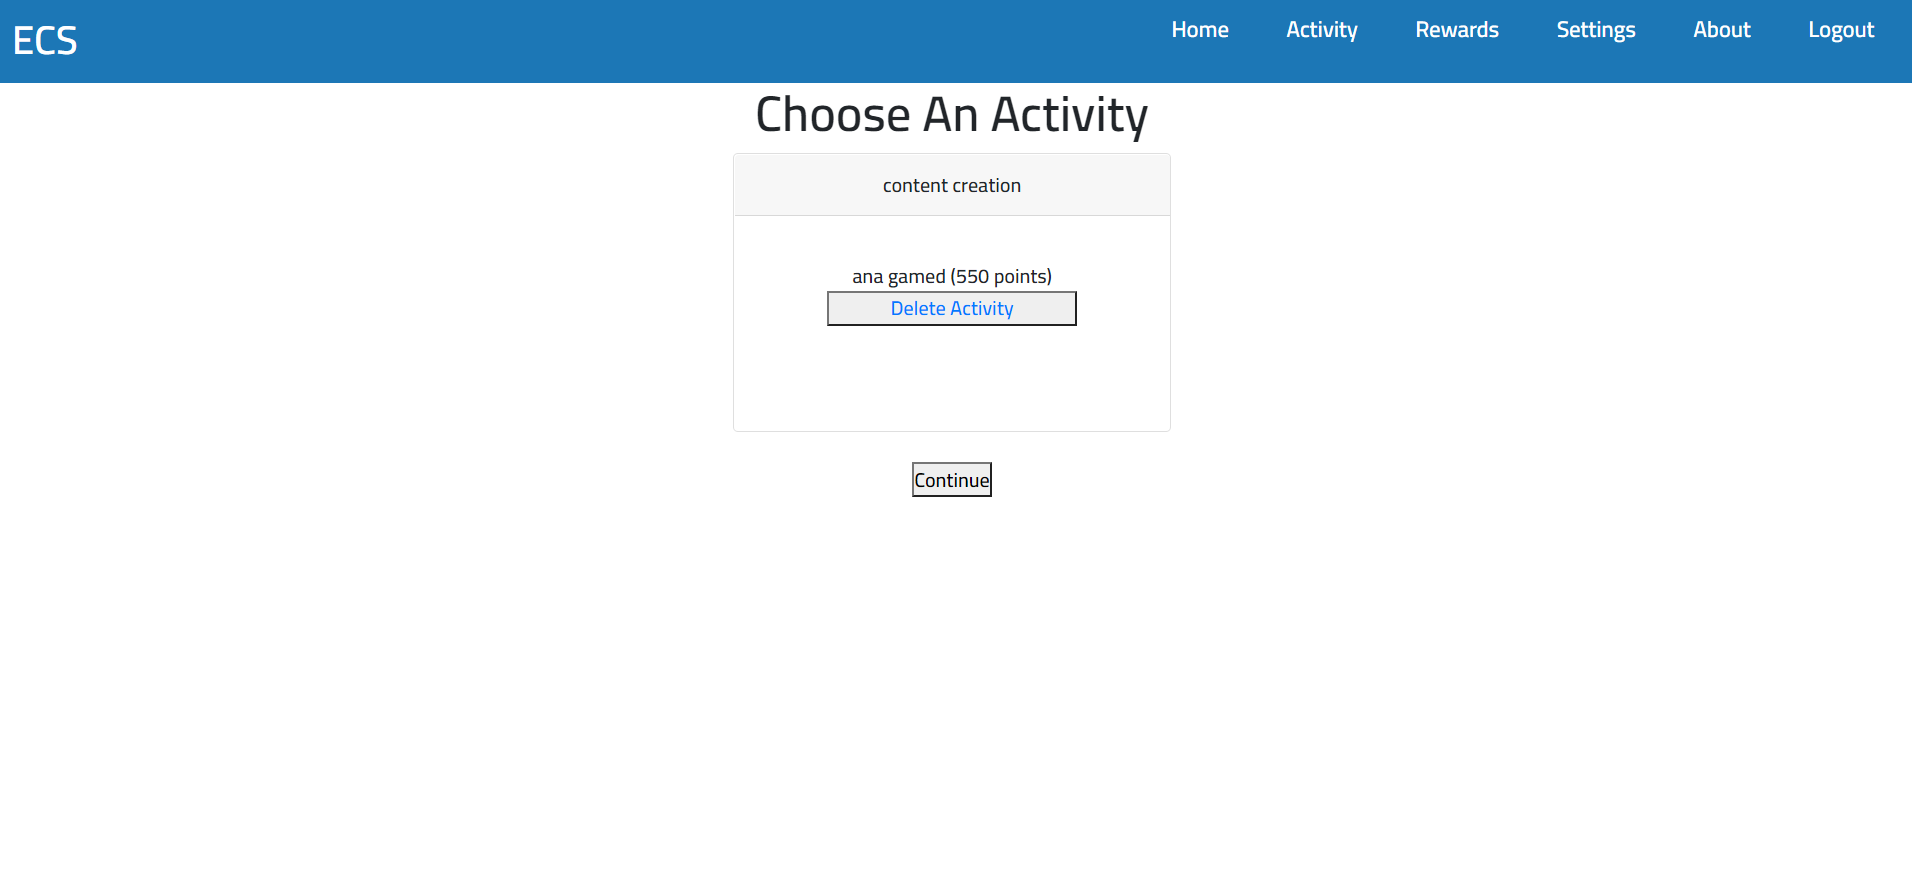 ECS
Home Activity Rewards Settings About Logout
Choose An Activity
content creation
ana gamed (550 points)
Delete Activity
Continue